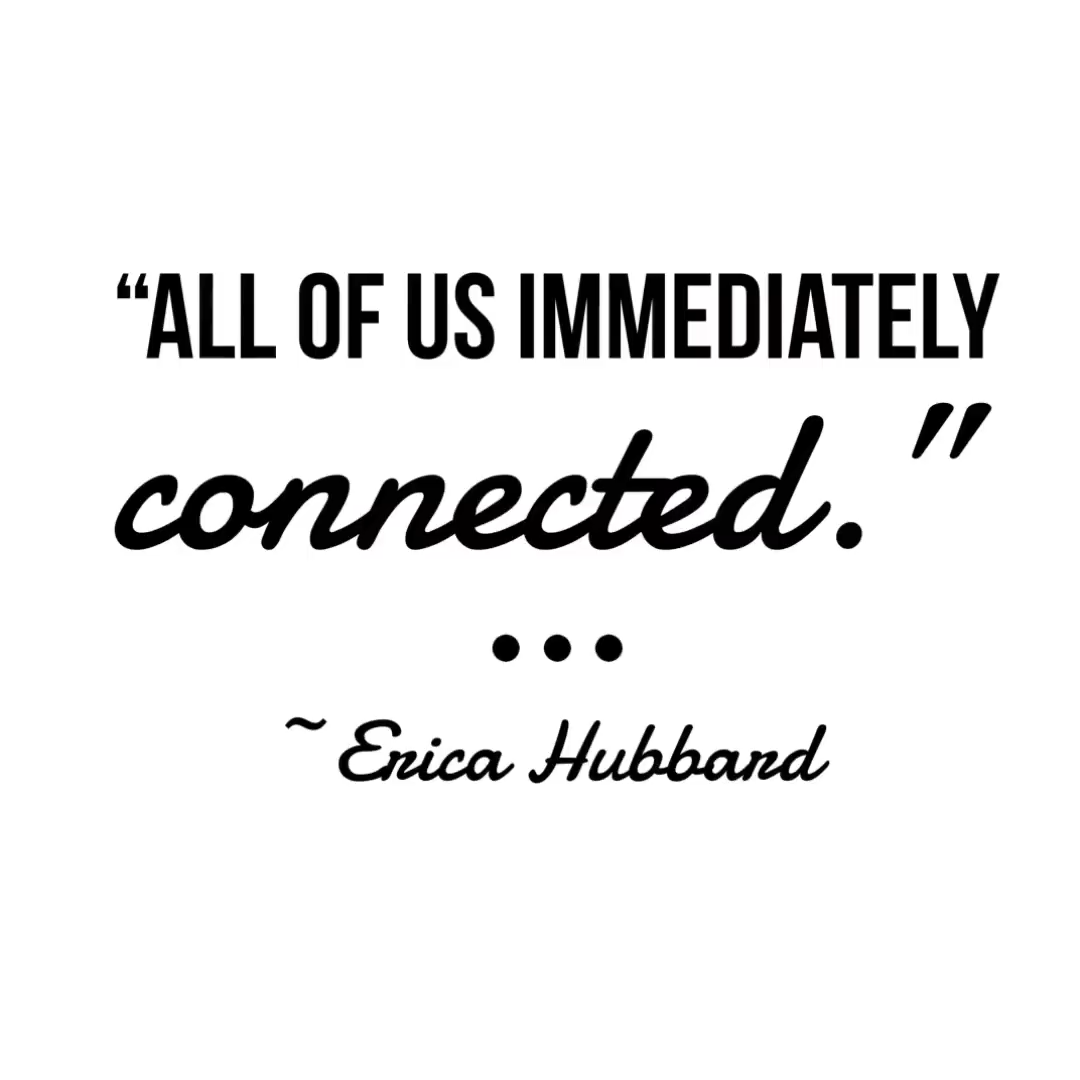 “ALL OF US IMMEDIATELY
connected."
•••
~ Erica Hubbard